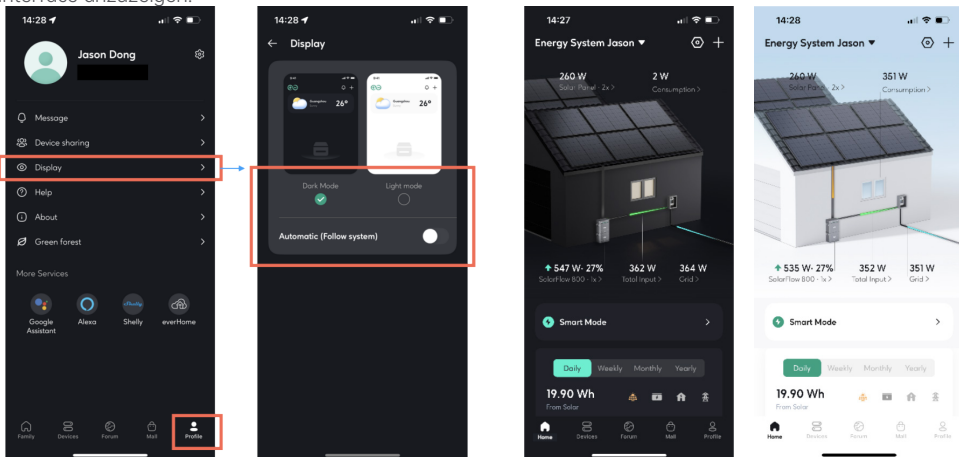 interface anzuzeigen.
14:28
Jason Dong
Message
Device sharing
Display
Help
About
Green forest
More Services
Google Assistant
Alexa
Shelly
everHome
Family
Devices
Forum
Mall
Profile
14:28
Display
Guangzhou
26°
Guangzhou
26°
Dark Mode
Light mode
Automatic (Follow system)
14:27
Energy System Jason
260 W
2 W
Solar Panel - 2x >
Consumption >
547 W· 27%
362 W
364 W
SolarFlow 800 - 1x >
Total Input >
Grid >
Smart Mode
Daily
Weekly
Monthly
Yearly
19.90 Wh
From Solar
Home
Devices
Forum
Mall
Profile
14:28
Energy System Jason
260 W
351 W
Solar Panel - 2x >
Consumption >
535 W· 27%
352 W
351 W
SolarFlow 800 - 1x >
Total Input >
Grid >
Smart Mode
Daily
Weekly
Monthly
Yearly
19.90 Wh
From Solar
Home
Devices
Forum
Mall
Profile